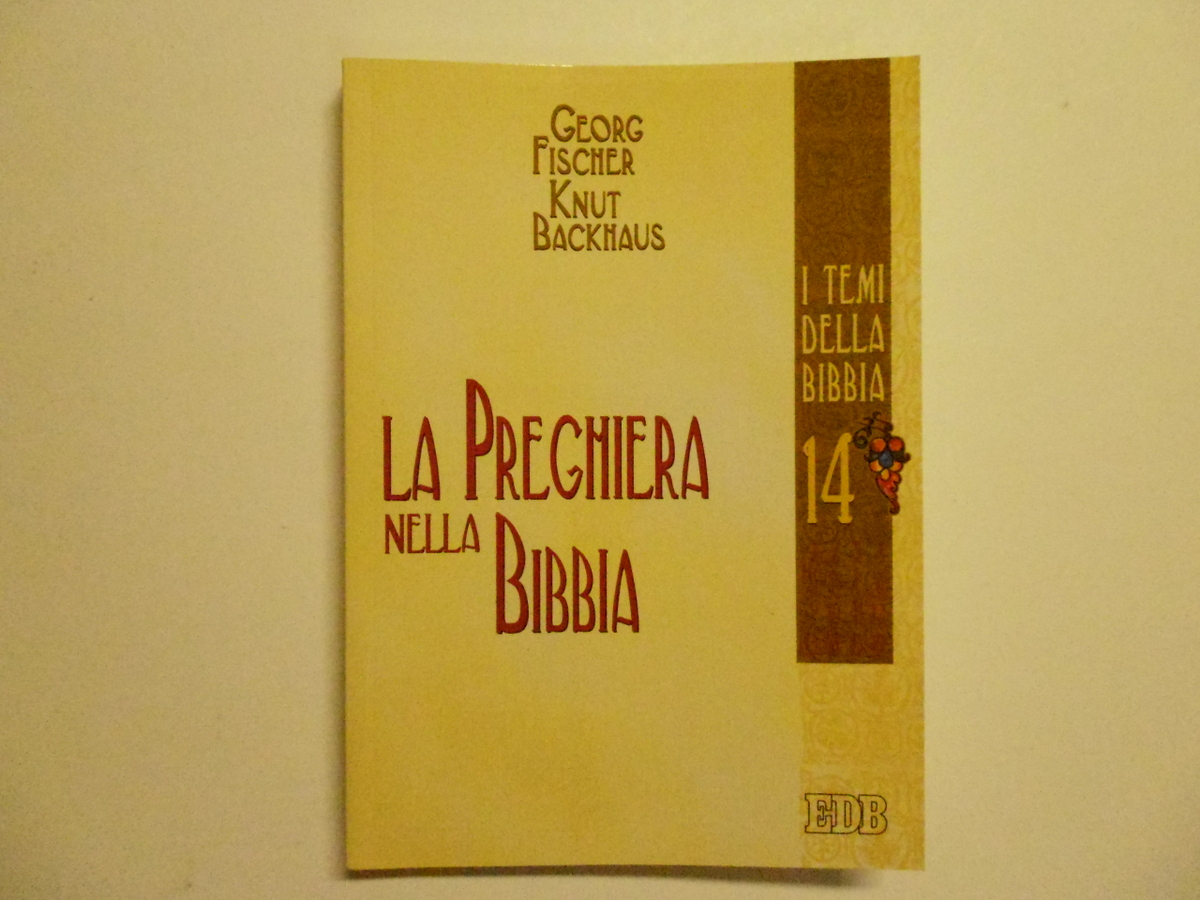 GEORG
FISCHER
KNUT
BACKHAUS
LA PREGHIERA
NELLA BIBBIA
I TEMI
DELLA
BIBBIA
14
EDB